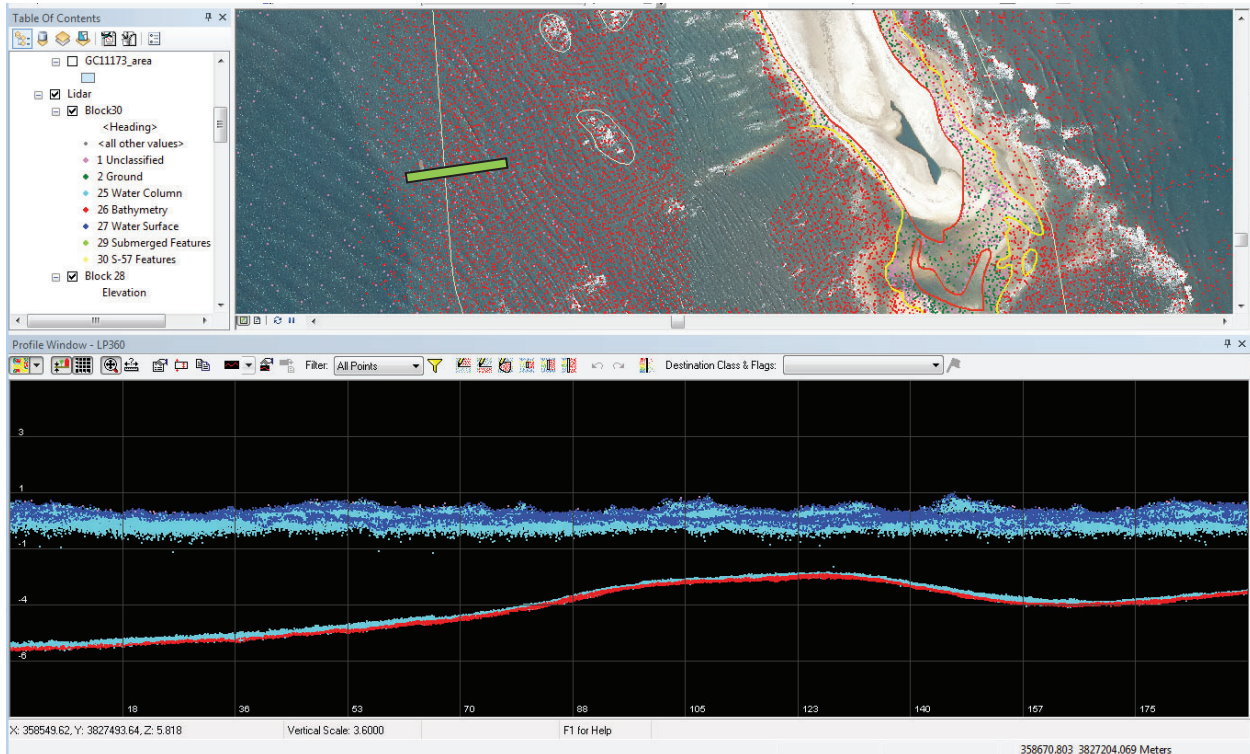 Table Of Contents
GC11173_area
Lidar
Block30
<Heading>
<all other values>
1 Unclassified
2 Ground
25 Water Column
26 Bathymetry
27 Water Surface
29 Submerged Features
30 S-57 Features
Block 28
Elevation
Profile Window - LP360
Filter: All Points
Destination Class & Flags:
3
1
-1
-4
-6
18 36 53 70 88 105 123 140 157 175
X: 358549.62, Y: 3827493.64, Z: 5.818 Vertical Scale: 3.6000 F1 for Help
358670.803 3827204.069 Meters